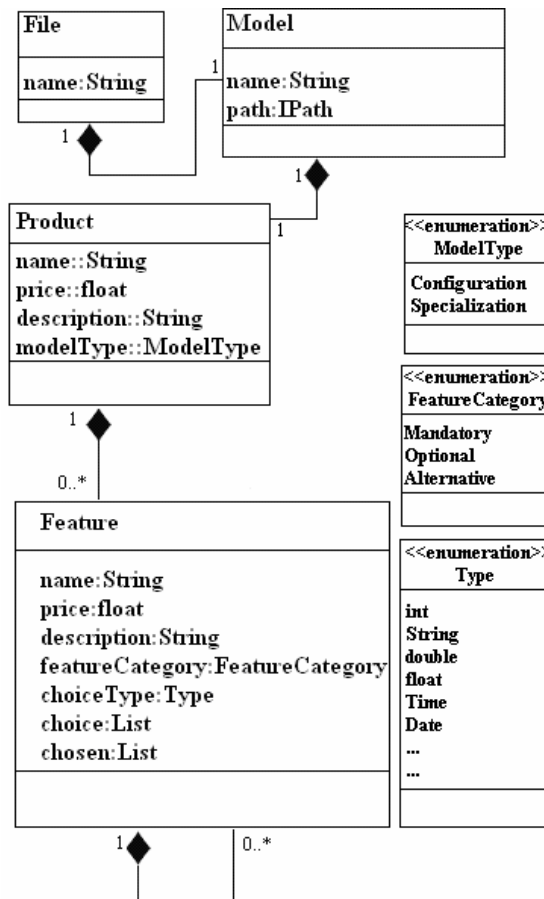 File
name:String
Model
name:String
path:IPath
1
1
1
1
Product
name::String
price::float
description::String
modelType::ModelType
<<enumeration>>
ModelType
Configuration
Specialization
<<enumeration>>
FeatureCategory
Mandatory
Optional
Alternative
1
0..*
Feature
name:String
price:float
description:String
featureCategory:FeatureCategory
choiceType:Type
choice:List
chosen:List
<<enumeration>>
Type
int
String
double
float
Time
Date
...
...
1
0..*